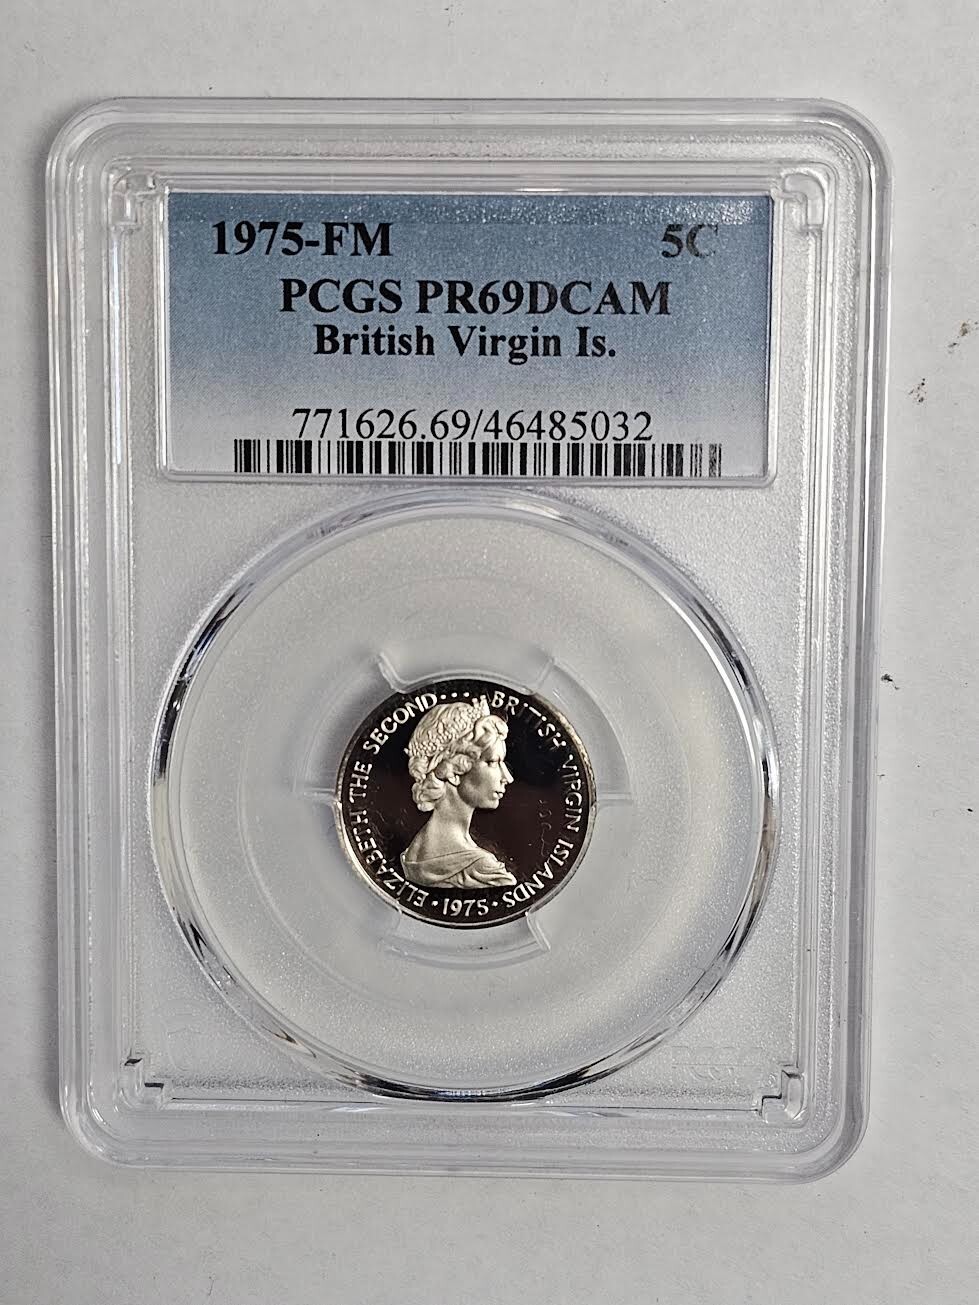 1975-FM 5C
PCGS PR69DCAM
British Virgin Is.
771626.69/46485032
ELIZABETH THE SECOND •••• BRITISH VIRGIN ISLANDS
• 1975 •